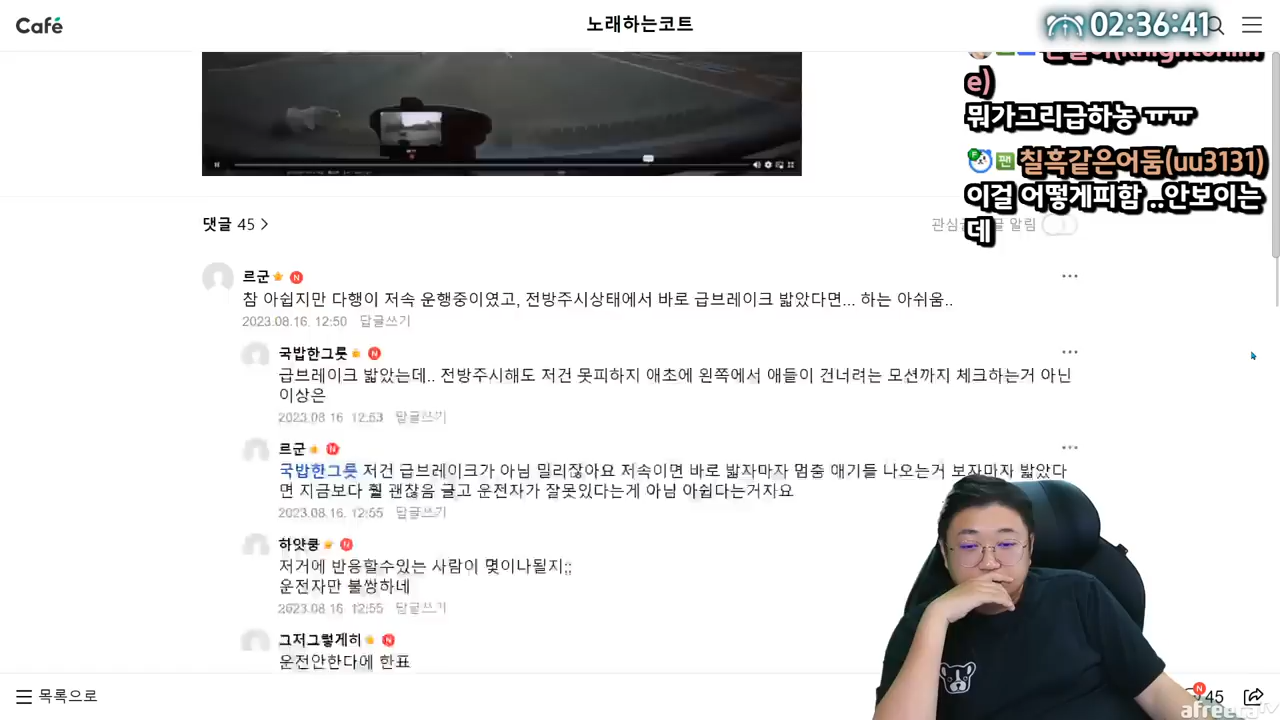 Café
노래하는코트
02:36:41
e)
뭐가그리급하농 ㅠㅠ
팬 칠흑같은어둠(uu3131)
이걸 어떻게피함 ..안보이는
데
댓글 45
알림
르군 N
참 아쉽지만 다행이 저속 운행중이였고, 전방주시상태에서 바로 급브레이크 밟았다면... 하는 아쉬움..
2023.08.16. 12:50 답글쓰기
국밥한그릇 N
급브레이크 밟았는데.. 전방주시해도 저건 못피하지 애초에 왼쪽에서 애들이 건너려는 모션까지 체크하는거 아닌
이상은
2023.08.16. 12:53 답글쓰기
르군 N
국밥한그릇 저건 급브레이크가 아님 밀리잖아요 저속이면 바로 밟자마자 멈춤 얘기들 나오는거 보자마자 밟았다
면 지금보다 훨 괜찮음 글고 운전자가 잘못있다는게 아님 아쉽다는거지요
2023.08.16. 12:55 답글쓰기
하얏쿵 N
저거에 반응할수있는 사람이 몇이나될지;;
운전자만 불쌍하네
2023.08.16. 12:55 답글쓰기
그저그렇게히 N
운전안한다에 한표
목록으로
N
45
afreecaTV